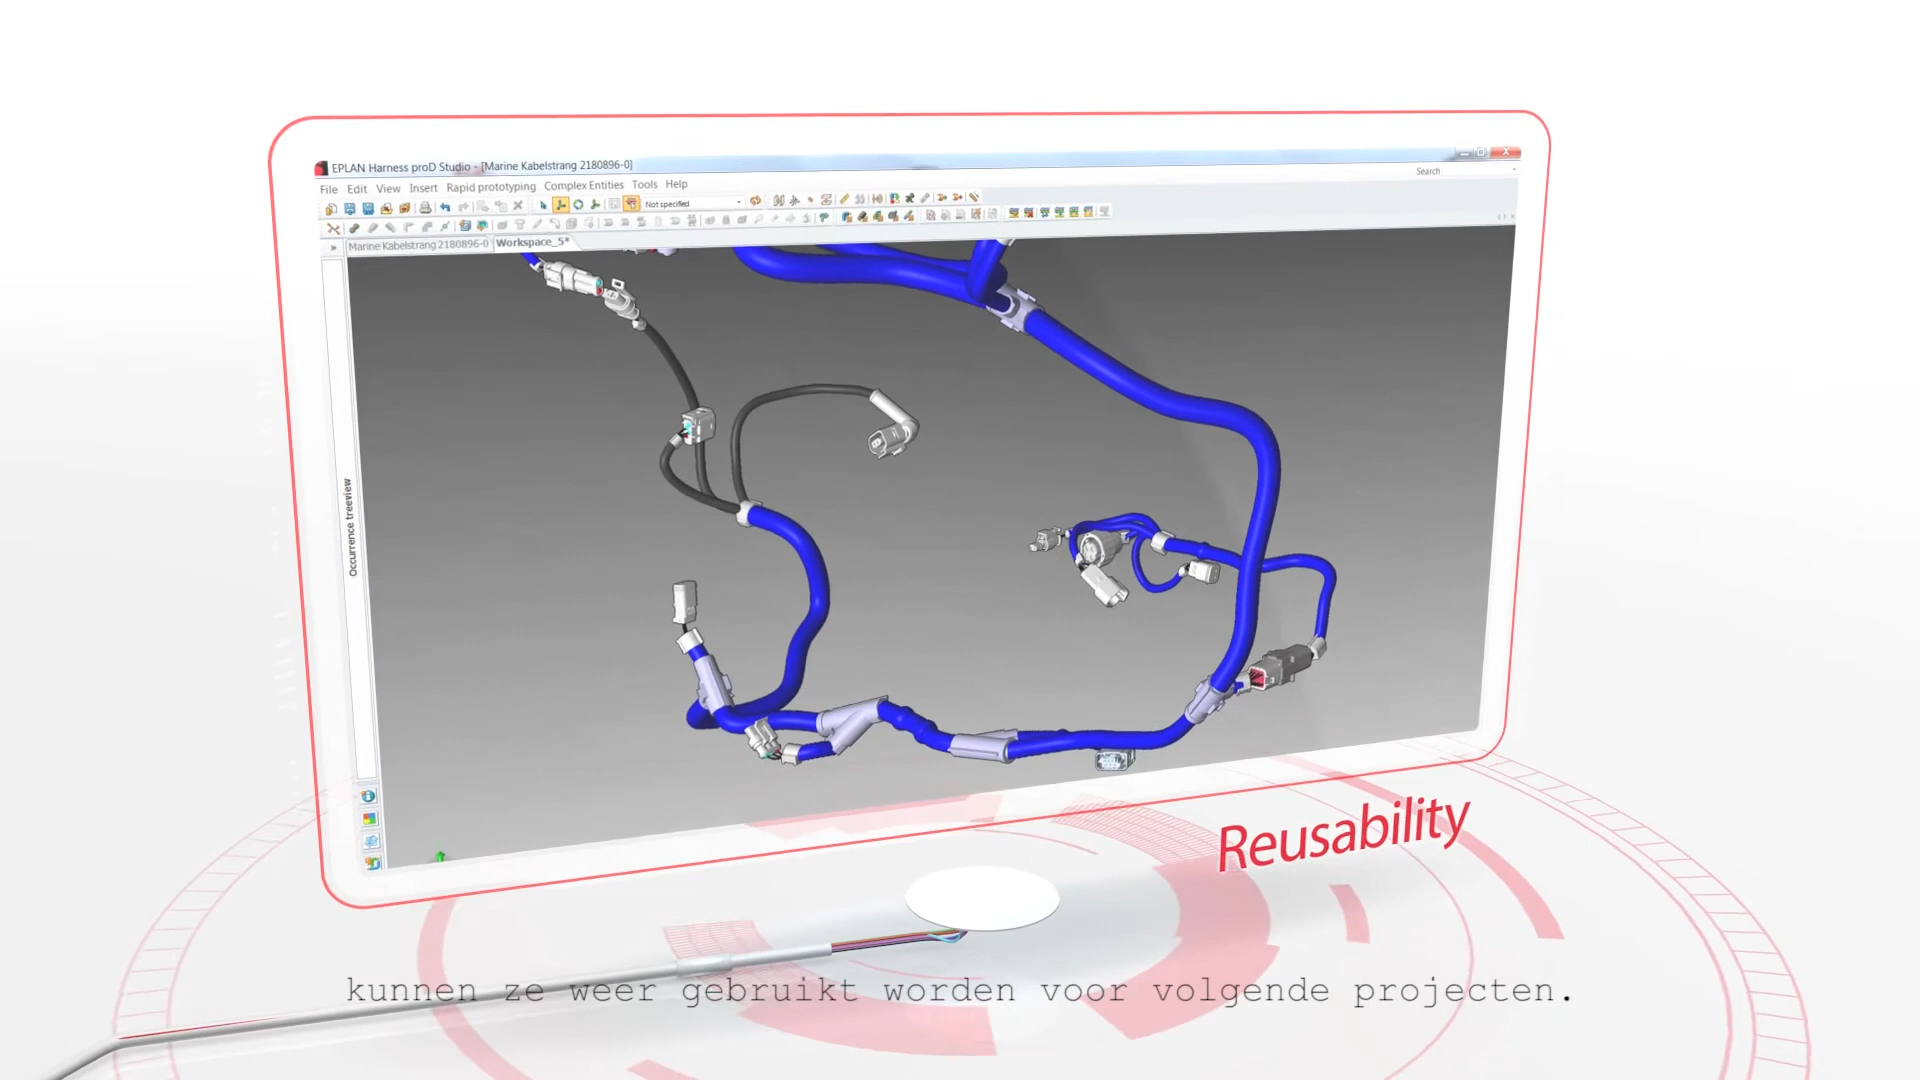 EPLAN Harness proD Studio - [Marine Kabelstrang 2180896-0]
Search
File Edit View Insert Rapid prototyping Complex Entities Tools Help
Not specified
Marine Kabelstrang 2180896-0 Workspace_5*
Occurrence treeview
Reusability
kunnen ze weer gebruikt worden voor volgende projecten.